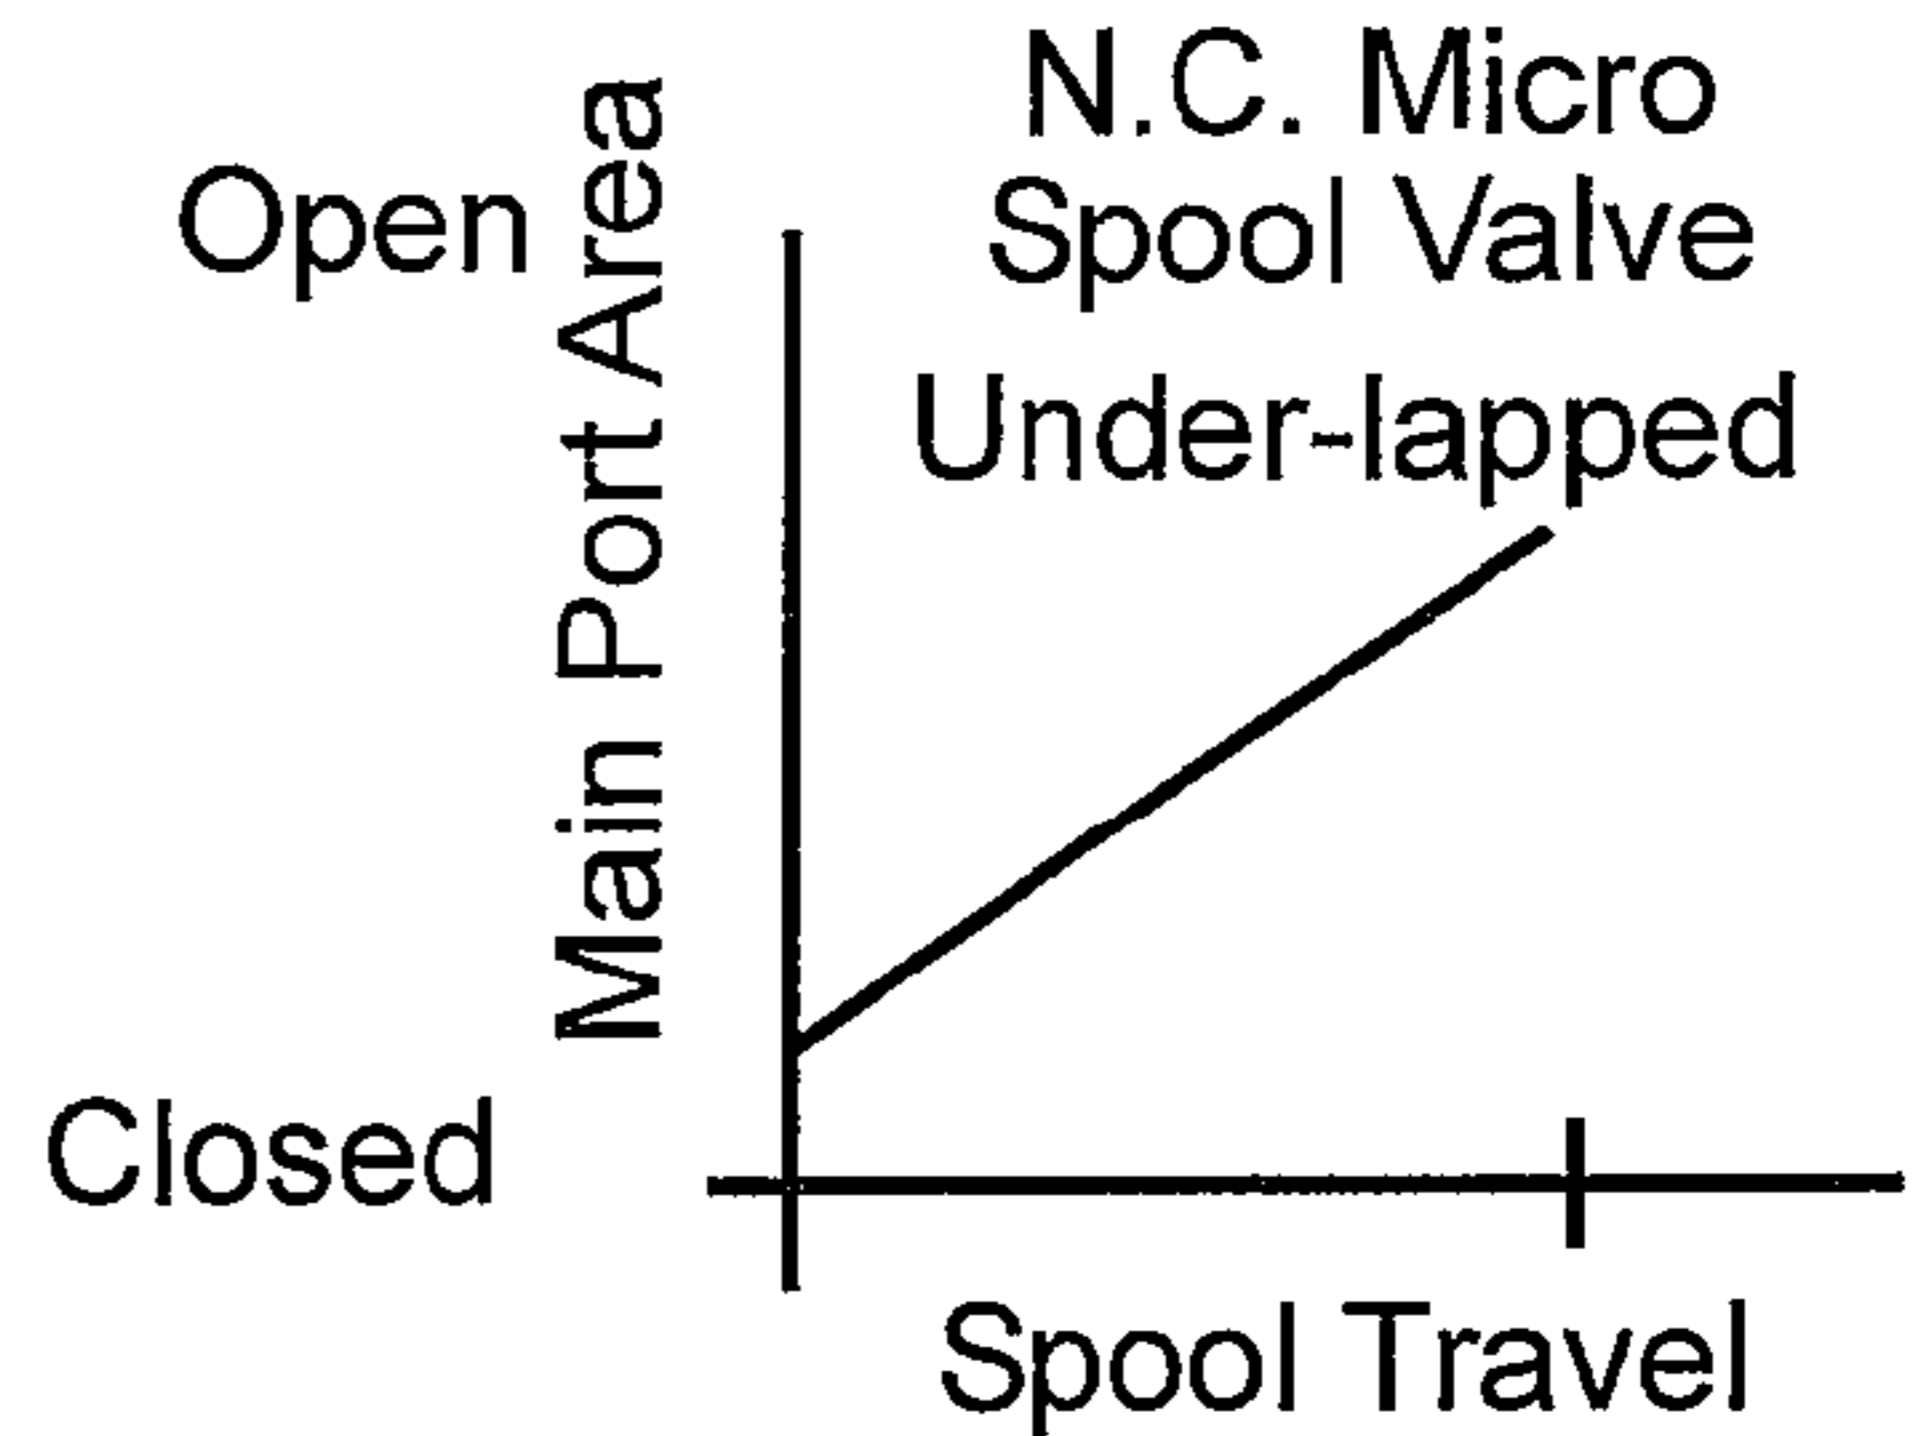 N.C. Micro
Spool Valve
Under-lapped
Open
Main Port Area
Closed
Spool Travel